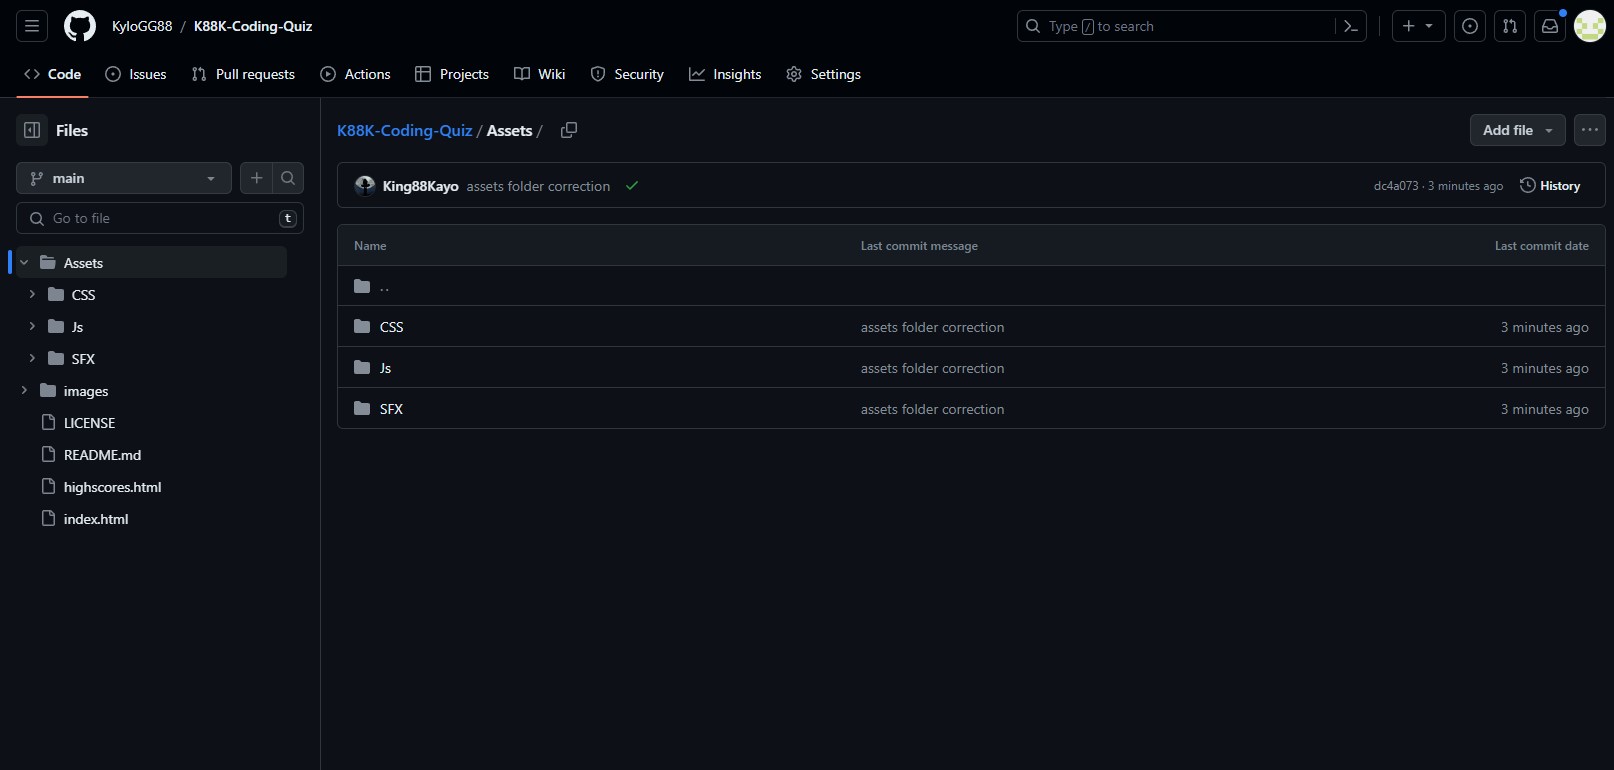 KyloGG88 / K88K-Coding-Quiz
Type / to search
Code Issues Pull requests Actions Projects Wiki Security Insights Settings
Files
main
Go to file t
Assets
CSS
Js
SFX
images
LICENSE
README.md
highscores.html
index.html
K88K-Coding-Quiz / Assets /
Add file
King88Kayo assets folder correction
dc4a073 · 3 minutes ago History
Name Last commit message Last commit date
..
CSS assets folder correction 3 minutes ago
Js assets folder correction 3 minutes ago
SFX assets folder correction 3 minutes ago